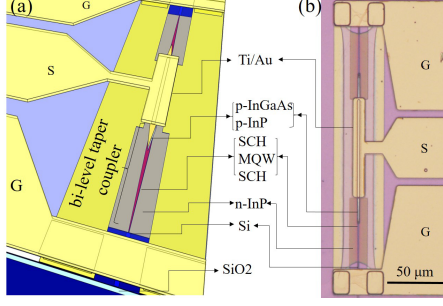 (a)
G
S
G
bi-level taper
coupler
Ti/Au
p-InGaAs
p-InP
SCH
MQW
SCH
n-InP
Si
SiO2
(b)
G
S
G
50 μm